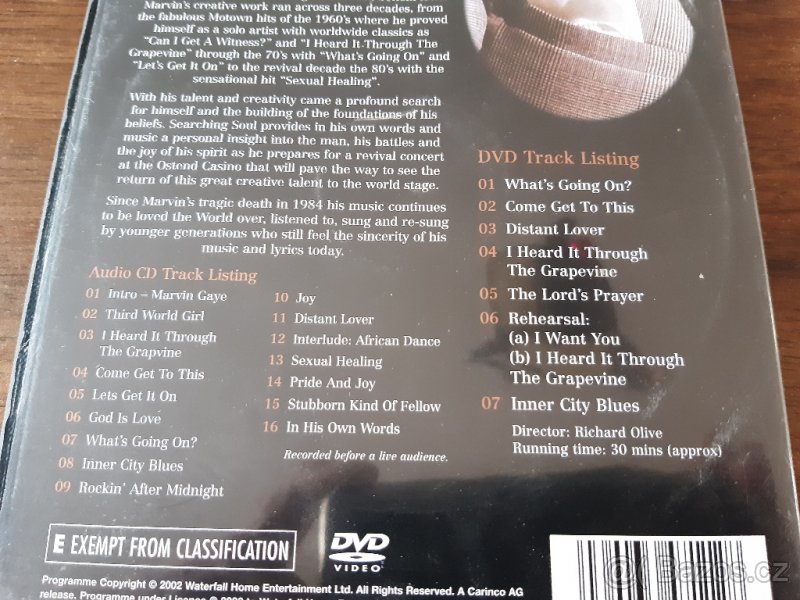 Marvin's creative work ran across three decades, from
the fabulous Motown hits of the 1960's where he proved
himself as a solo artist with worldwide classics as
"Can I Get A Witness?" and "I Heard It Through The
Grapevine" through the 70's with "What's Going On" and
"Let's Get It On" to the revival decade the 80's with the
sensational hit "Sexual Healing".
With his talent and creativity came a profound search
for himself and the building of the foundations of his
beliefs. Searching Soul provides in his own words and
music a personal insight into the man, his battles and
the joy of his spirit as he prepares for a revival concert
at the Ostend Casino that will pave the way to see the
return of this great creative talent to the world stage.
Since Marvin's tragic death in 1984 his music continues
to be loved the World over, listened to, sung and re-sung
by younger generations who still feel the sincerity of his
music and lyrics today.
Audio CD Track Listing
01 Intro – Marvin Gaye
02 Third World Girl
03 I Heard It Through
The Grapvine
04 Come Get To This
05 Lets Get It On
06 God Is Love
07 What's Going On?
08 Inner City Blues
09 Rockin' After Midnight
10 Joy
11 Distant Lover
12 Interlude: African Dance
13 Sexual Healing
14 Pride And Joy
15 Stubborn Kind Of Fellow
16 In His Own Words
Recorded before a live audience.
DVD Track Listing
01 What's Going On?
02 Come Get To This
03 Distant Lover
04 I Heard It Through
The Grapevine
05 The Lord's Prayer
06 Rehearsal:
(a) I Want You
(b) I Heard It Through
The Grapevine
07 Inner City Blues
Director: Richard Olive
Running time: 30 mins (approx)
E EXEMPT FROM CLASSIFICATION
DVD
VIDEO
Programme Copyright © 2002 Waterfall Home Entertainment Ltd. All Rights Reserved. A Carinco AG
release. Programme under Licence
Bazos.cz